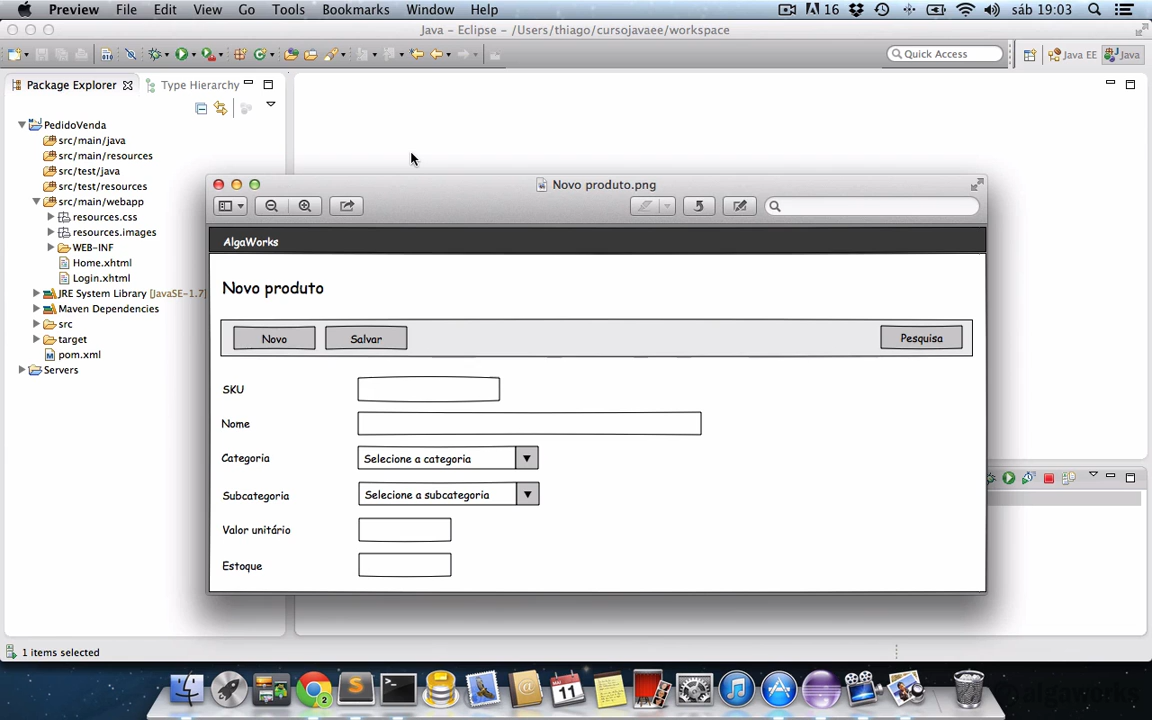 Preview File Edit View Go Tools Bookmarks Window Help 16 sáb 19:03
Java - Eclipse - /Users/thiago/cursojavaee/workspace
Quick Access Java EE Java
Package Explorer Type Hierarchy
PedidoVenda
src/main/java
src/main/resources
src/test/java
src/test/resources
src/main/webapp
resources.css
resources.images
WEB-INF
Home.xhtml
Login.xhtml
JRE System Library [JavaSE-1.7]
Maven Dependencies
src
target
pom.xml
Servers
Novo produto.png
AlgaWorks
Novo produto
Novo Salvar Pesquisa
SKU
Nome
Categoria Selecione a categoria
Subcategoria Selecione a subcategoria
Valor unitário
Estoque
1 items selected
2
11
algaworks